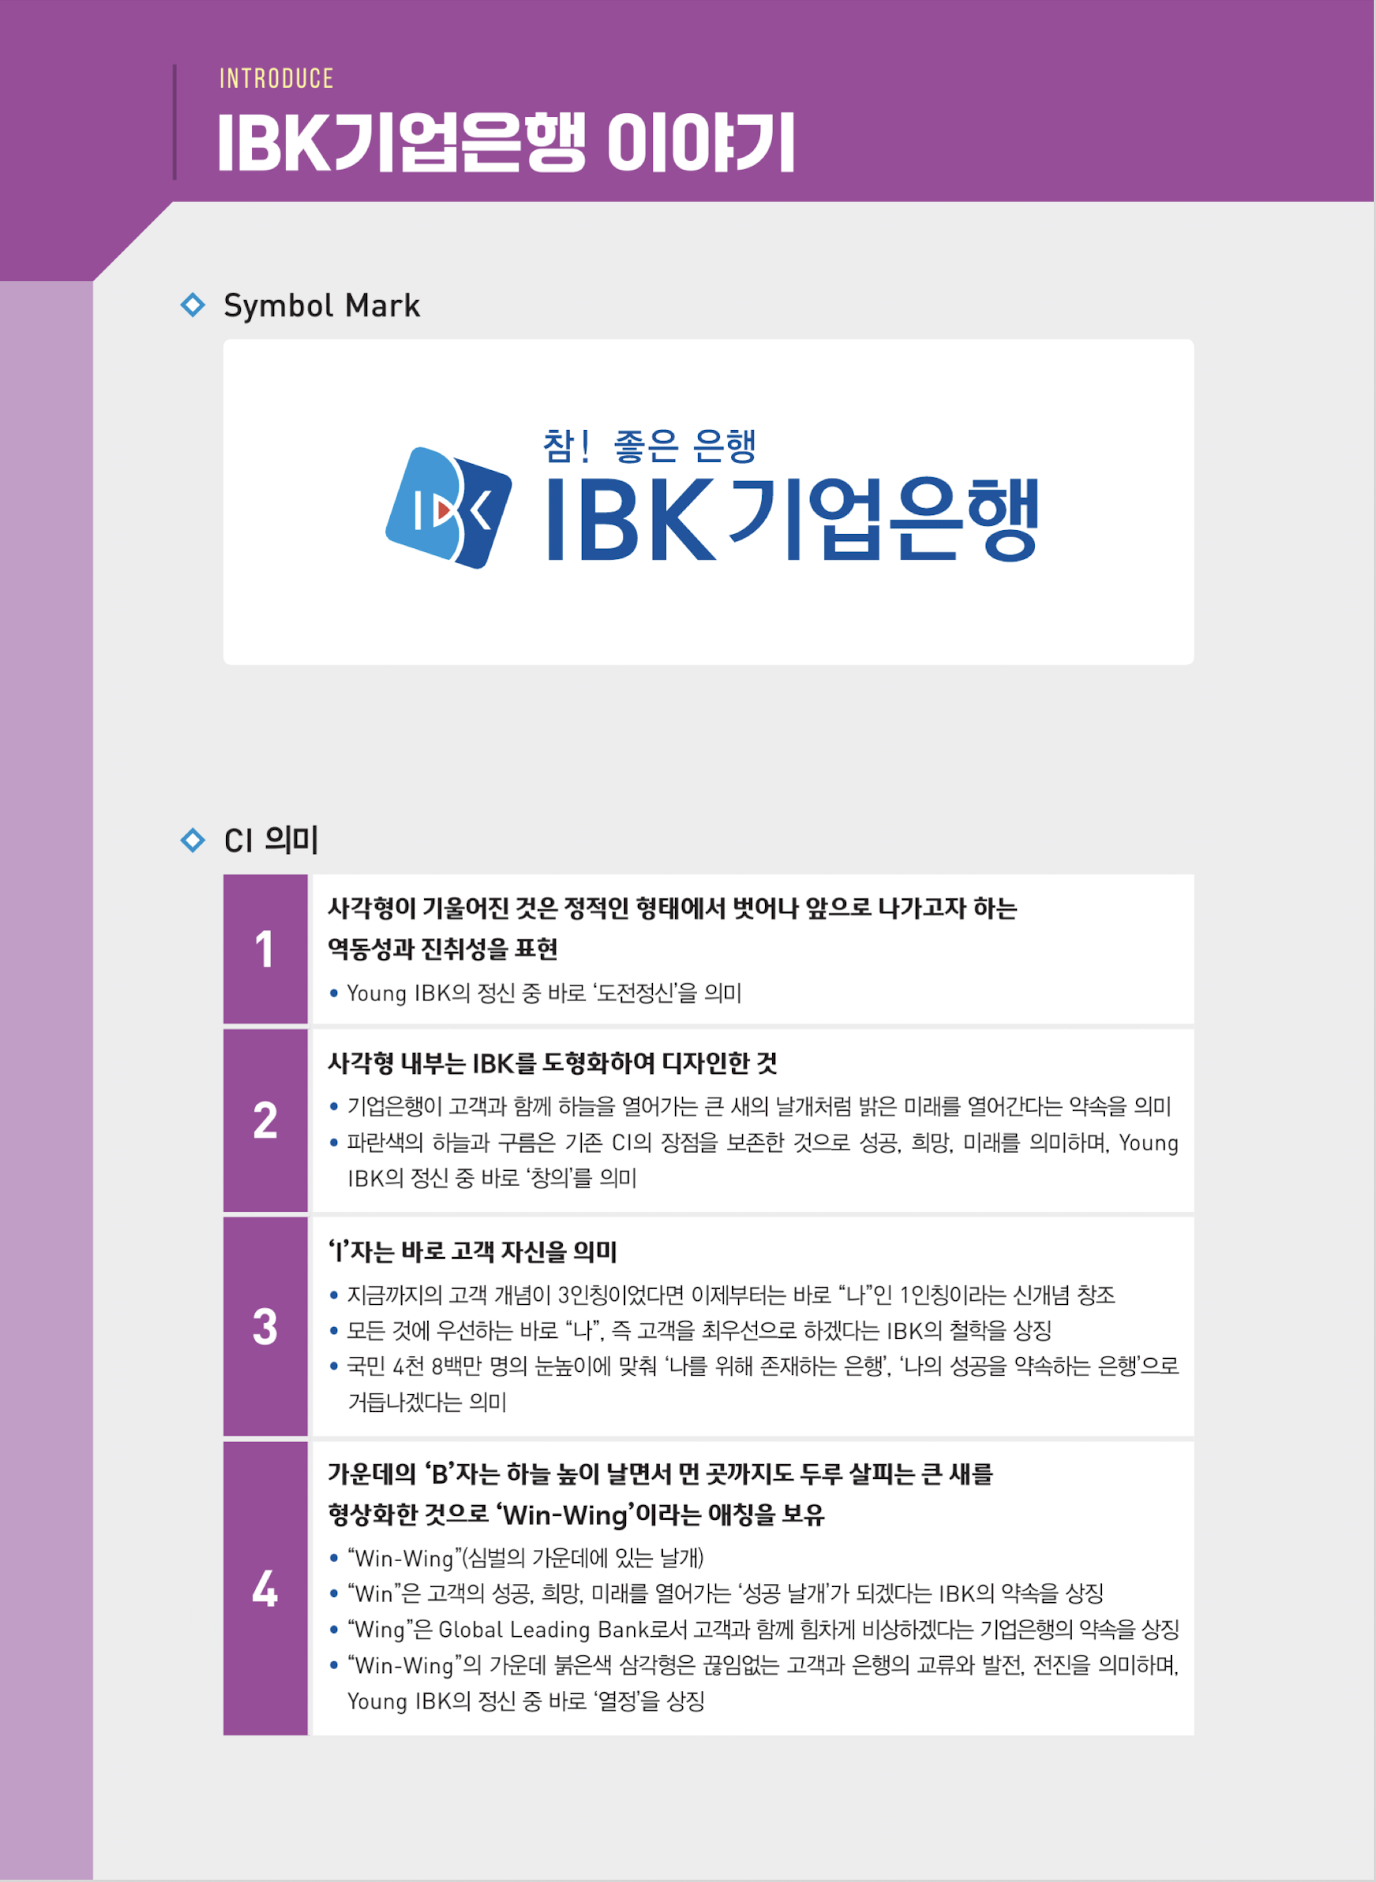 INTRODUCE
IBK기업은행 이야기
Symbol Mark
IBK
참! 좋은 은행
IBK기업은행
CI 의미
1
사각형이 기울어진 것은 정적인 형태에서 벗어나 앞으로 나가고자 하는
역동성과 진취성을 표현
• Young IBK의 정신 중 바로 ‘도전정신’을 의미
2
사각형 내부는 IBK를 도형화하여 디자인한 것
• 기업은행이 고객과 함께 하늘을 열어가는 큰 새의 날개처럼 밝은 미래를 열어간다는 약속을 의미
• 파란색의 하늘과 구름은 기존 CI의 장점을 보존한 것으로 성공, 희망, 미래를 의미하며, Young
IBK의 정신 중 바로 ‘창의’를 의미
3
‘I’자는 바로 고객 자신을 의미
• 지금까지의 고객 개념이 3인칭이었다면 이제부터는 바로 “나”인 1인칭이라는 신개념 창조
• 모든 것에 우선하는 바로 “나”, 즉 고객을 최우선으로 하겠다는 IBK의 철학을 상징
• 국민 4천 8백만 명의 눈높이에 맞춰 ‘나를 위해 존재하는 은행’, ‘나의 성공을 약속하는 은행’으로
거듭나겠다는 의미
4
가운데의 ‘B’자는 하늘 높이 날면서 먼 곳까지도 두루 살피는 큰 새를
형상화한 것으로 ‘Win-Wing’이라는 애칭을 보유
• “Win-Wing”(심벌의 가운데에 있는 날개)
• “Win”은 고객의 성공, 희망, 미래를 열어가는 ‘성공 날개’가 되겠다는 IBK의 약속을 상징
• “Wing”은 Global Leading Bank로서 고객과 함께 힘차게 비상하겠다는 기업은행의 약속을 상징
• “Win-Wing”의 가운데 붉은색 삼각형은 끊임없는 고객과 은행의 교류와 발전, 전진을 의미하며,
Young IBK의 정신 중 바로 ‘열정’을 상징